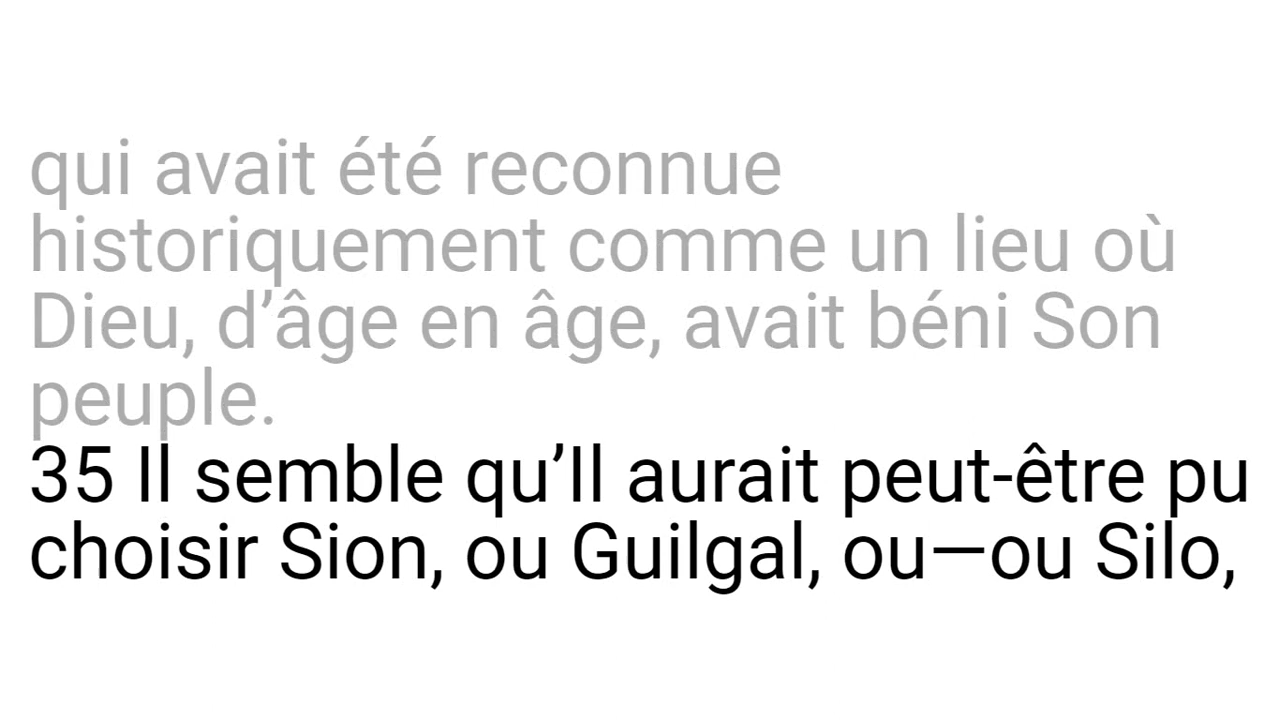 qui avait été reconnue
historiquement comme un lieu où
Dieu, d’âge en âge, avait béni Son
peuple.
35 Il semble qu’Il aurait peut-être pu
choisir Sion, ou Guilgal, ou—ou Silo,